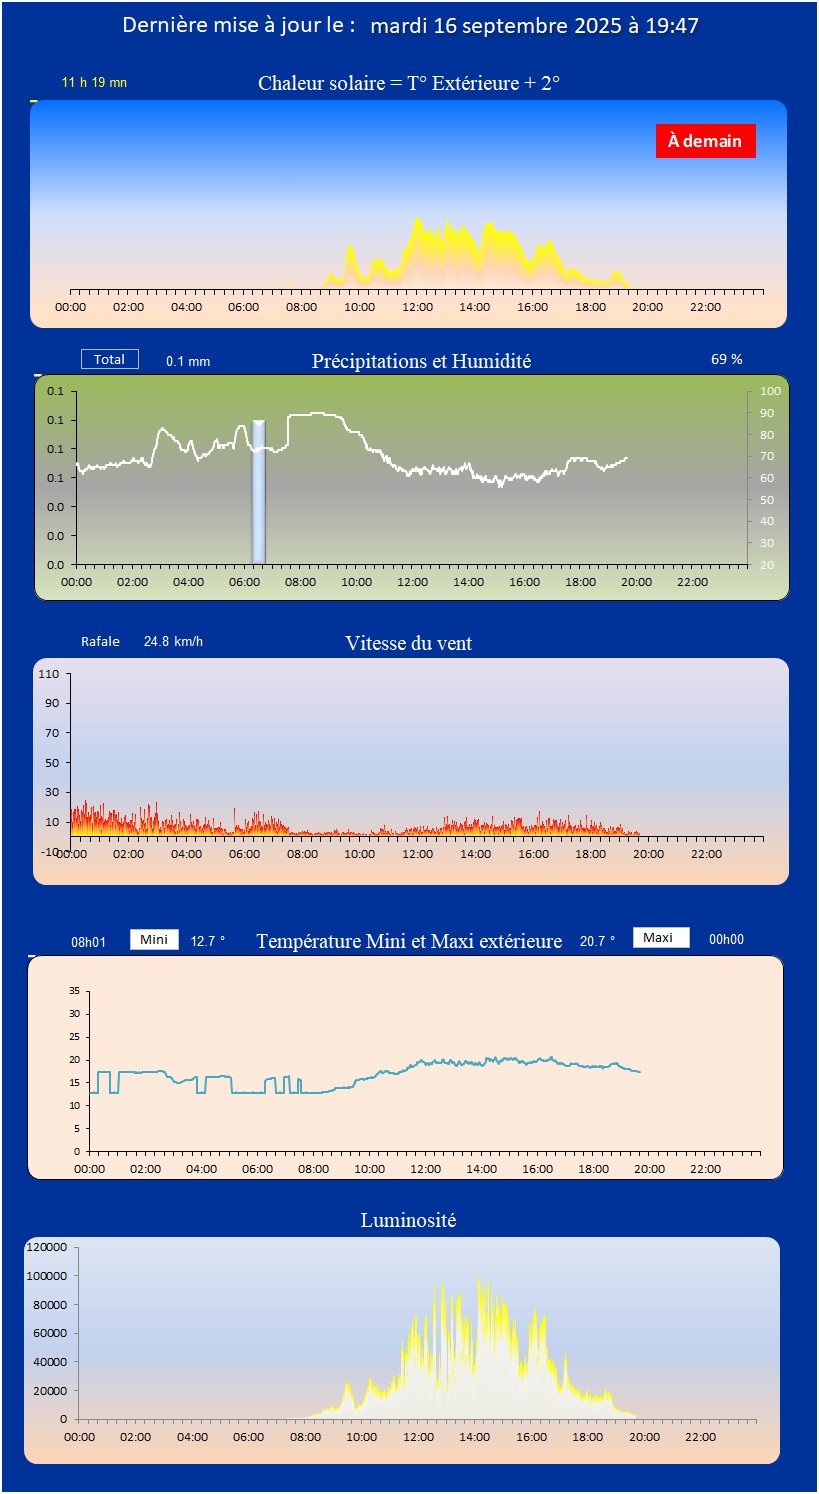 Dernière mise à jour le : mardi 16 septembre 2025 à 19:47
11 h 19 mn Chaleur solaire = T° Extérieure + 2°
À demain
00:00 02:00 04:00 06:00 08:00 10:00 12:00 14:00 16:00 18:00 20:00 22:00
Total 0.1 mm Précipitations et Humidité 69 %
0.1 100
0.1 90
80
0.1 70
0.1 60
0.0 50
40
0.0 30
0.0 20
00:00 02:00 04:00 06:00 08:00 10:00 12:00 14:00 16:00 18:00 20:00 22:00
Rafale 24.8 km/h Vitesse du vent
110
90
70
50
30
10
-10
00:00 02:00 04:00 06:00 08:00 10:00 12:00 14:00 16:00 18:00 20:00 22:00
08h01 Mini 12.7 ° Température Mini et Maxi extérieure 20.7 ° Maxi 00h00
35
30
25
20
15
10
5
0
00:00 02:00 04:00 06:00 08:00 10:00 12:00 14:00 16:00 18:00 20:00 22:00
Luminosité
120000
100000
80000
60000
40000
20000
0
00:00 02:00 04:00 06:00 08:00 10:00 12:00 14:00 16:00 18:00 20:00 22:00